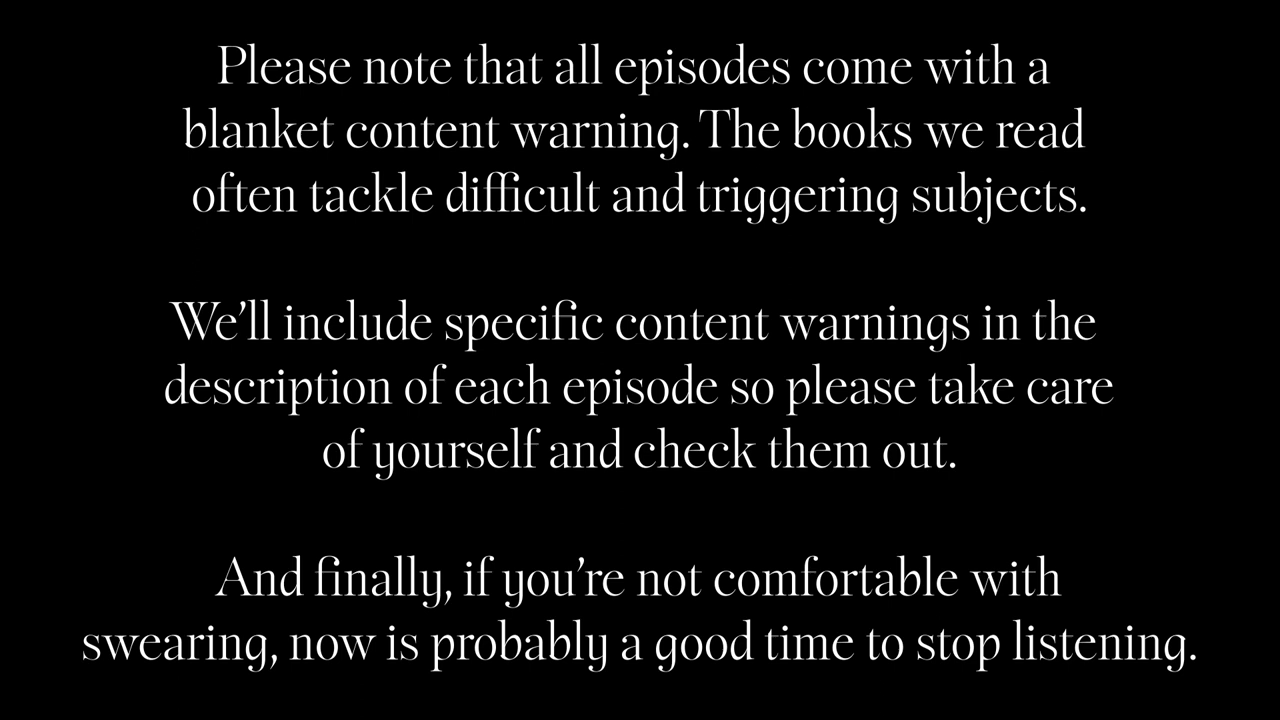 Please note that all episodes come with a
blanket content warning. The books we read
often tackle difficult and triggering subjects.
We’ll include specific content warnings in the
description of each episode so please take care
of yourself and check them out.
And finally, if you’re not comfortable with
swearing, now is probably a good time to stop listening.